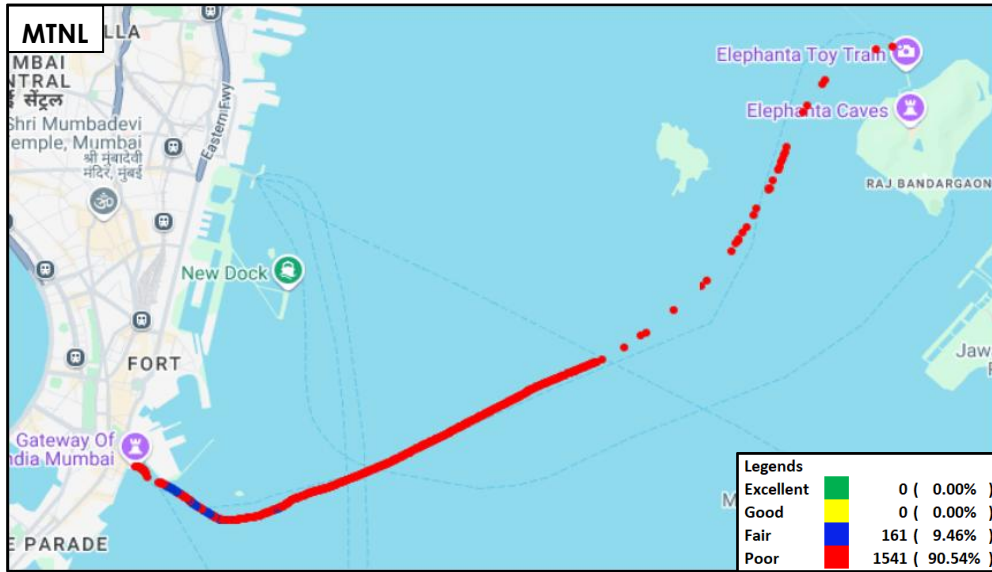 MTNL
LLA
MBAI
NTRAL
ई सेंट्रल
Shri Mumbadevi
emple, Mumbai
श्री मुंबादेवी
मंदिर, मुंबई
Eastern Fwy
New Dock
FORT
Gateway Of
ndia Mumbai
E PARADE
Elephanta Toy Train
Elephanta Caves
RAJ BANDARGAON
Jaw
P
M
Legends
Excellent 0 ( 0.00% )
Good 0 ( 0.00% )
Fair 161 ( 9.46% )
Poor 1541 ( 90.54% )